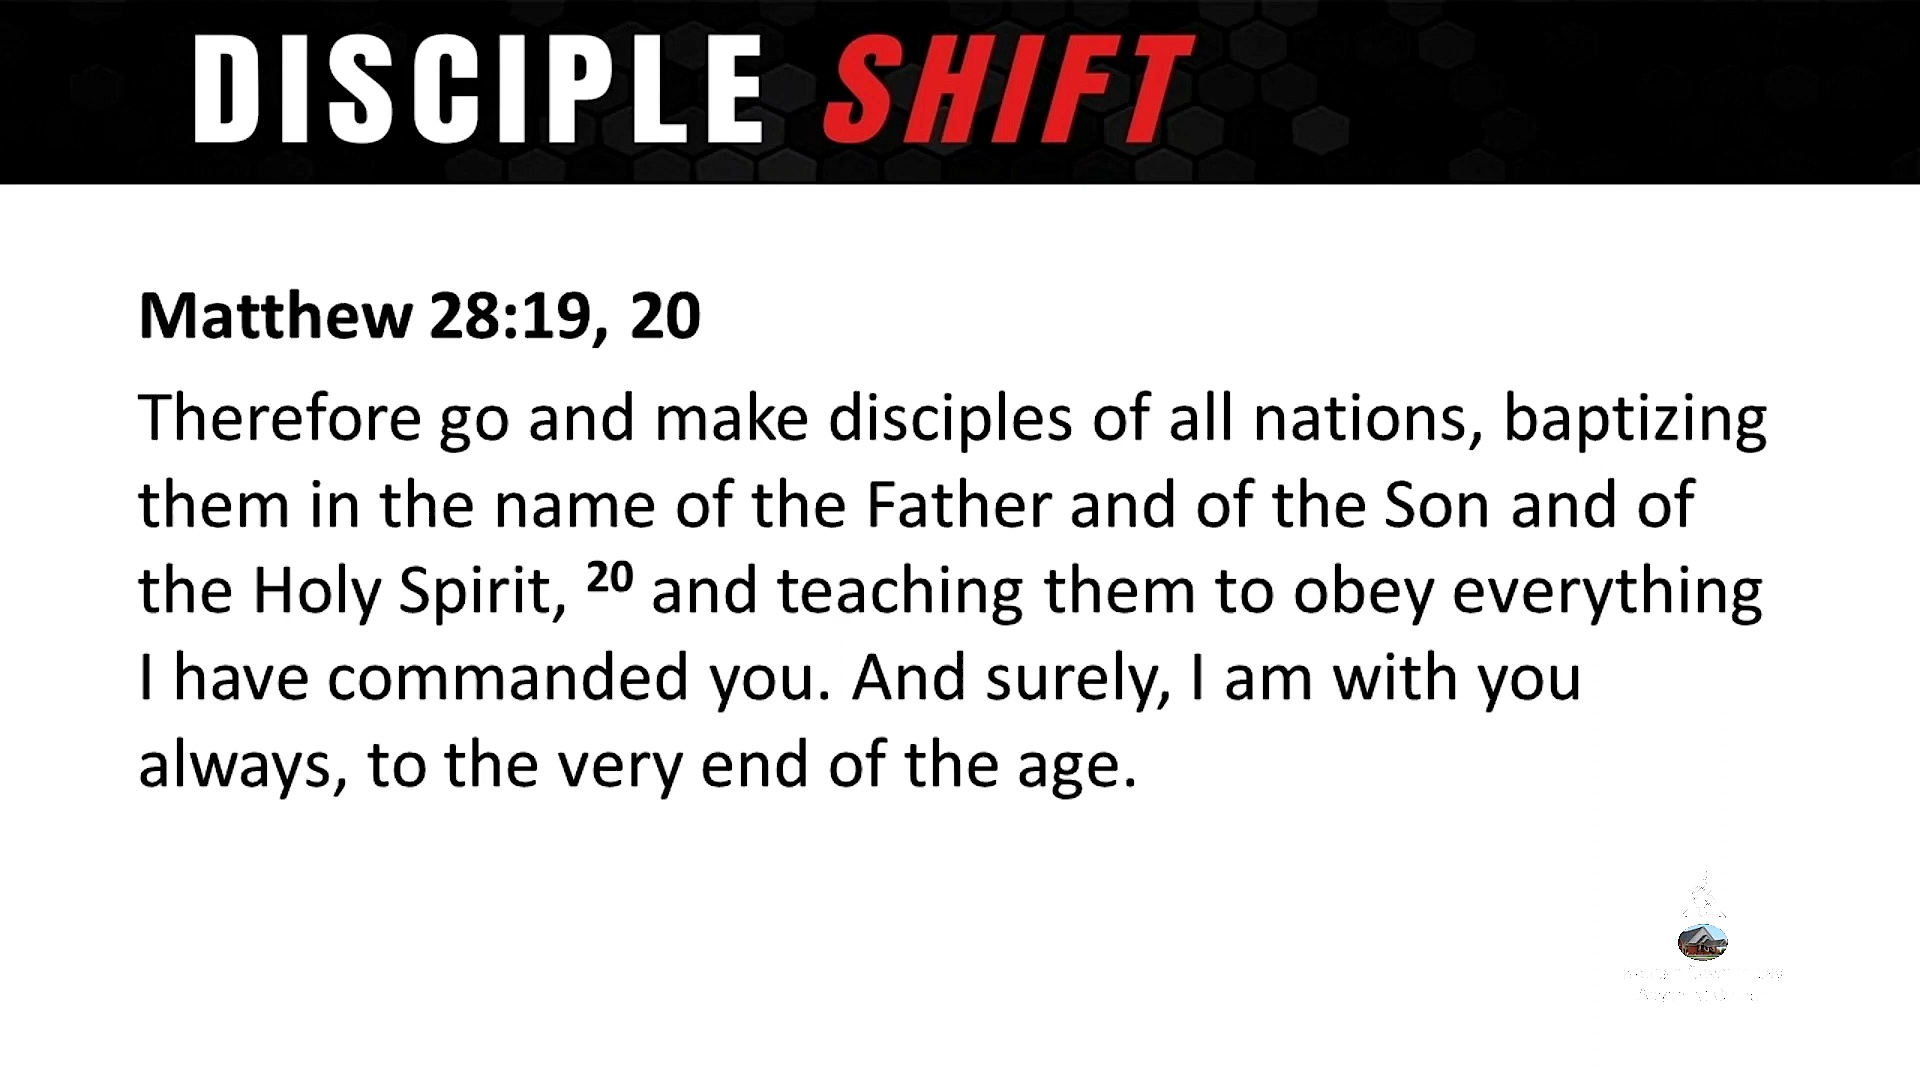 DISCIPLE SHIFT
Matthew 28:19, 20
Therefore go and make disciples of all nations, baptizing
them in the name of the Father and of the Son and of
the Holy Spirit, 20 and teaching them to obey everything
I have commanded you. And surely, I am with you
always, to the very end of the age.